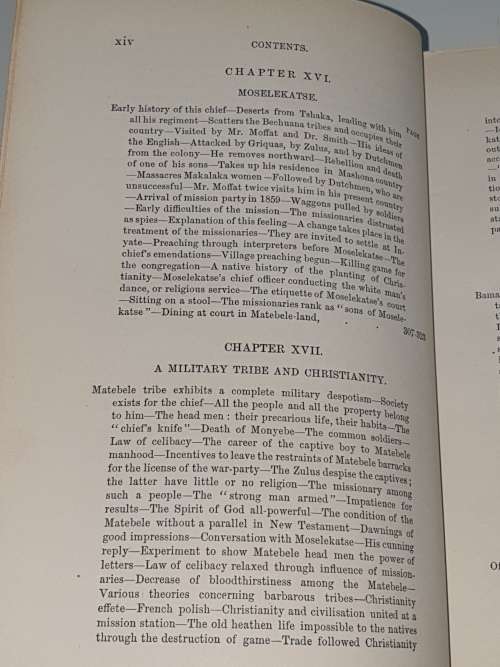 xiv
CONTENTS.
CHAPTER XVI.
MOSELEKATSE.
PAGE
Early history of this chief—Deserts from Tshaka, leading with him
all his regiment—Scatters the Bechuana tribes and occupies their
country—Visited by Mr. Moffat and Dr. Smith—His ideas of
the English—Attacked by Griquas, by Zulus, and by Dutchmen
from the colony—He removes northward—Rebellion and death
of one of his sons—Takes up his residence in Mashona country
—Massacres Makalaka women—Followed by Dutchmen, who are
unsuccessful—Mr. Moffat twice visits him in his present country
—Arrival of mission party in 1859—Waggons pulled by soldiers
—Early difficulties of the mission—The missionaries distrusted
as spies—Explanation of this feeling—A change takes place in the
treatment of the missionaries—They are invited to settle at In-
yate—Preaching through interpreters before Moselekatse—The
chief's emendations—Village preaching begun—Killing game for
the congregation—A native history of the planting of Chris-
tianity—Moselekatse's chief officer conducting the white man's
dance, or religious service—The etiquette of Moselekatse's court
—Sitting on a stool—The missionaries rank as "sons of Mosele-
katse"—Dining at court in Matebele-land, . . 307-323
CHAPTER XVII.
A MILITARY TRIBE AND CHRISTIANITY.
Matebele tribe exhibits a complete military despotism—Society
exists for the chief—All the people and all the property belong
to him—The head men: their precarious life, their habits—The
"chief's knife"—Death of Monyebe—The common soldiers—
Law of celibacy—The career of the captive boy to Matebele
manhood—Incentives to leave the restraints of Matebele barracks
for the license of the war-party—The Zulus despise the captives;
the latter have little or no religion—The missionary among
such a people—The "strong man armed"—Impatience for
results—The Spirit of God all-powerful—The condition of the
Matebele without a parallel in New Testament—Dawnings of
good impressions—Conversation with Moselekatse—His cunning
reply—Experiment to show Matebele head men the power of
letters—Law of celibacy relaxed through influence of mission-
aries—Decrease of bloodthirstiness among the Matebele—
Various theories concerning barbarous tribes—Christianity
effete—French polish—Christianity and civilisation united at a
mission station—The old heathen life impossible to the natives
through the destruction of game—Trade followed Christianity